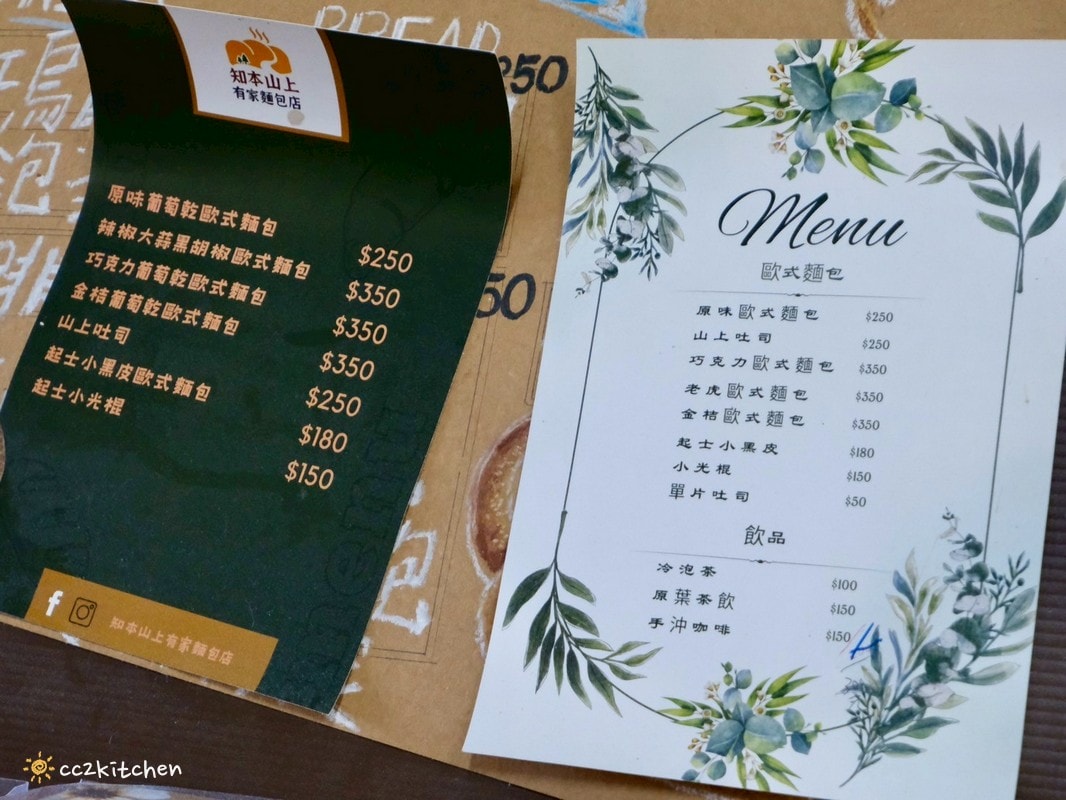 BREAD
知本山上
有家麵包店
原味葡萄乾歐式麵包 $250
辣椒大蒜黑胡椒歐式麵包 $350
巧克力葡萄乾歐式麵包 $350
金桔葡萄乾歐式麵包 $350
山上吐司 $250
起士小黑皮歐式麵包 $180
起士小光棍 $150
知本山上有家麵包店
Menu
歐式麵包
原味歐式麵包 $250
山上吐司 $250
巧克力歐式麵包 $350
老虎歐式麵包 $350
金桔歐式麵包 $350
起士小黑皮 $180
小光棍 $150
單片吐司 $50
飲品
冷泡茶 $100
原葉茶飲 $150
手沖咖啡 $150 H
cc2kitchen